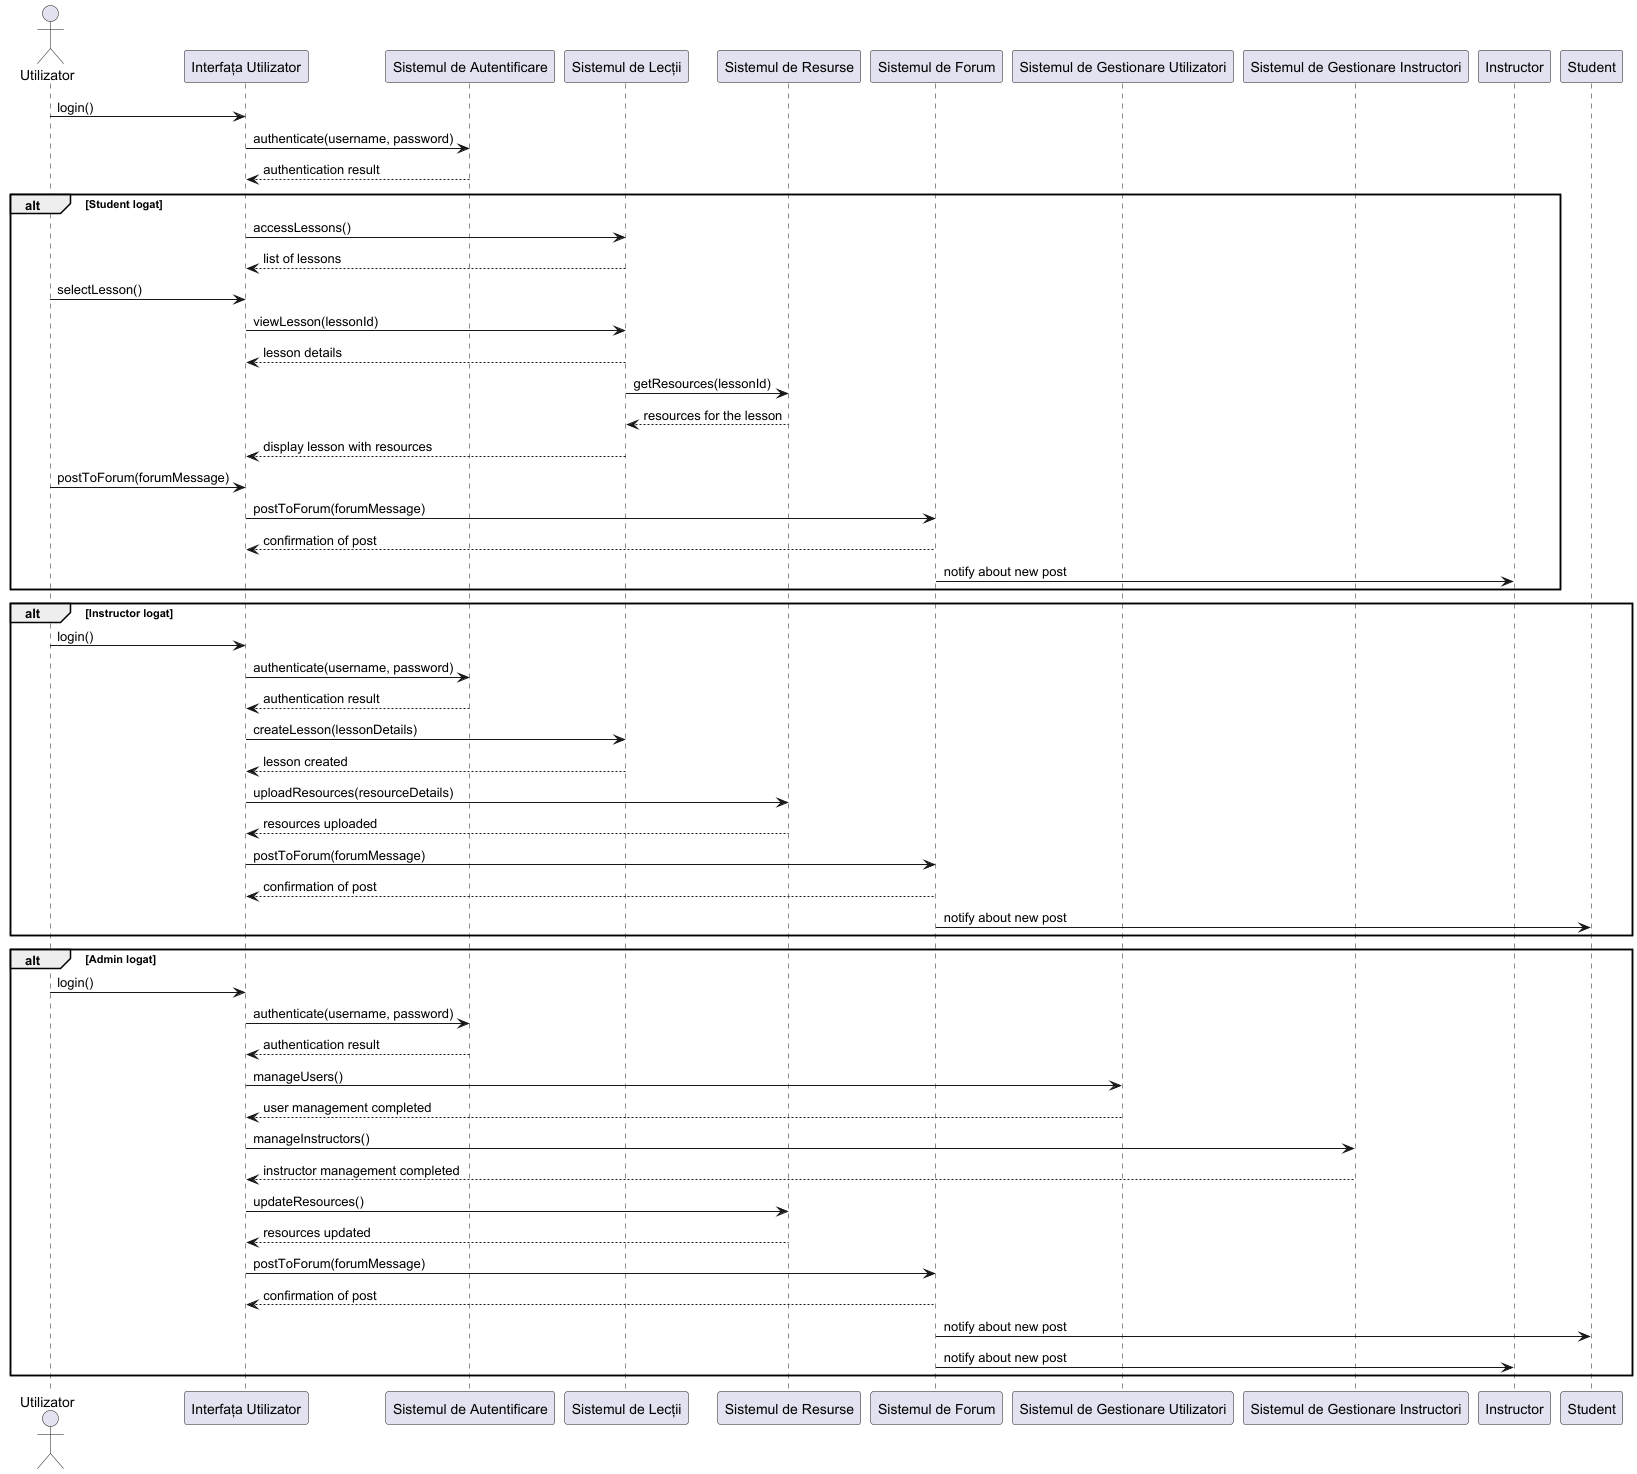 Utilizator
Interfața Utilizator
Sistemul de Autentificare
Sistemul de Lecții
Sistemul de Resurse
Sistemul de Forum
Sistemul de Gestionare Utilizatori
Sistemul de Gestionare Instructori
Instructor
Student
login()
authenticate(username, password)
authentication result
alt
[Student logat]
accessLessons()
list of lessons
selectLesson()
viewLesson(lessonId)
lesson details
getResources(lessonId)
resources for the lesson
display lesson with resources
postToForum(forumMessage)
postToForum(forumMessage)
confirmation of post
notify about new post
alt
[Instructor logat]
login()
authenticate(username, password)
authentication result
createLesson(lessonDetails)
lesson created
uploadResources(resourceDetails)
resources uploaded
postToForum(forumMessage)
confirmation of post
notify about new post
alt
[Admin logat]
login()
authenticate(username, password)
authentication result
manageUsers()
user management completed
manageInstructors()
instructor management completed
updateResources()
resources updated
postToForum(forumMessage)
confirmation of post
notify about new post
notify about new post
Utilizator
Interfața Utilizator
Sistemul de Autentificare
Sistemul de Lecții
Sistemul de Resurse
Sistemul de Forum
Sistemul de Gestionare Utilizatori
Sistemul de Gestionare Instructori
Instructor
Student